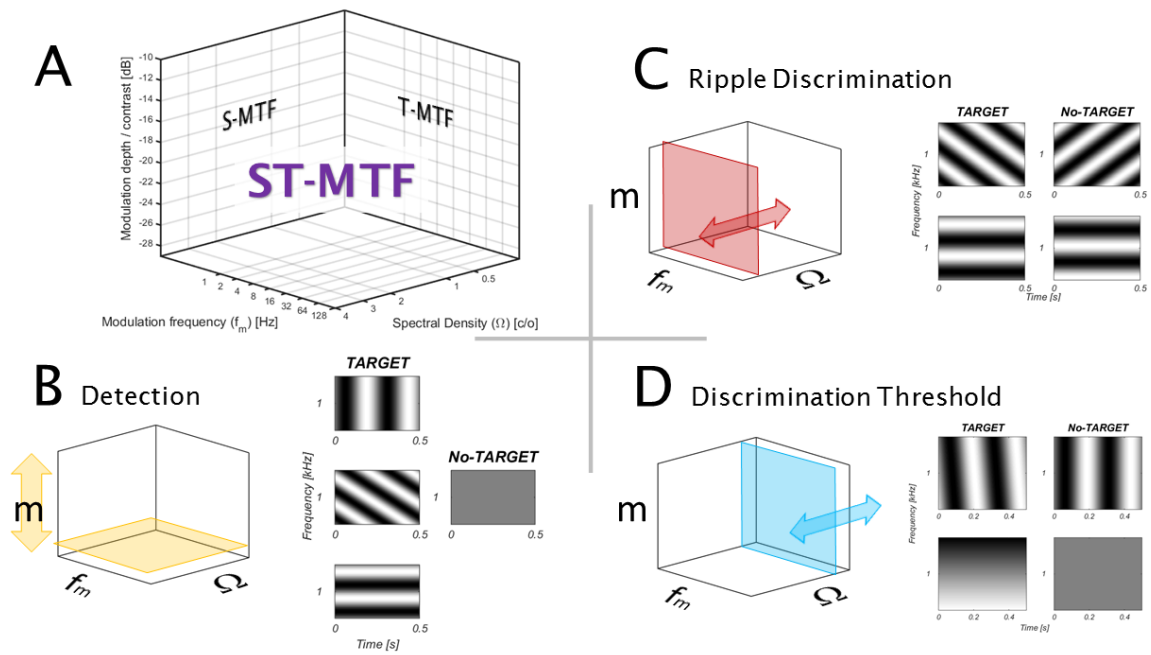 A
Modulation depth / contrast [dB]
-10
-12
-14
-16
-18
-20
-22
-24
-26
-28
S-MTF
T-MTF
ST-MTF
1
2
4
8
16
32
64
128
4
3
2
1
0.5
Modulation frequency (fm) [Hz]
Spectral Density (Ω) [c/o]
B Detection
m
fm
Ω
TARGET
1
0
0.5
No-TARGET
Frequency [kHz]
1
1
0
0.5
0
0.5
1
0
0.5
Time [s]
C Ripple Discrimination
m
fm
Ω
TARGET
No-TARGET
Frequency [kHz]
1
1
0
0.5
0
0.5
1
1
0
0.5
0
0.5
Time [s]
D Discrimination Threshold
m
fm
Ω
TARGET
No-TARGET
Frequency [kHz]
1
1
0
0.2
0.4
0
0.2
0.4
1
1
0
0.2
0.4
0
0.2
0.4
Time [s]